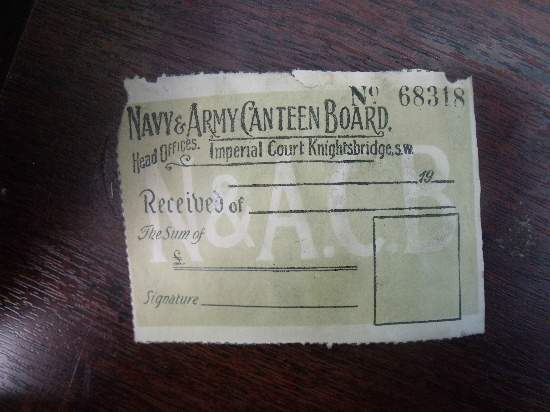 No 68318
NAVY & ARMY CANTEEN BOARD.
Head Offices. Imperial Court Knightsbridge, S.W.
19
Received of
N&A.C.B
The Sum of
£
Signature